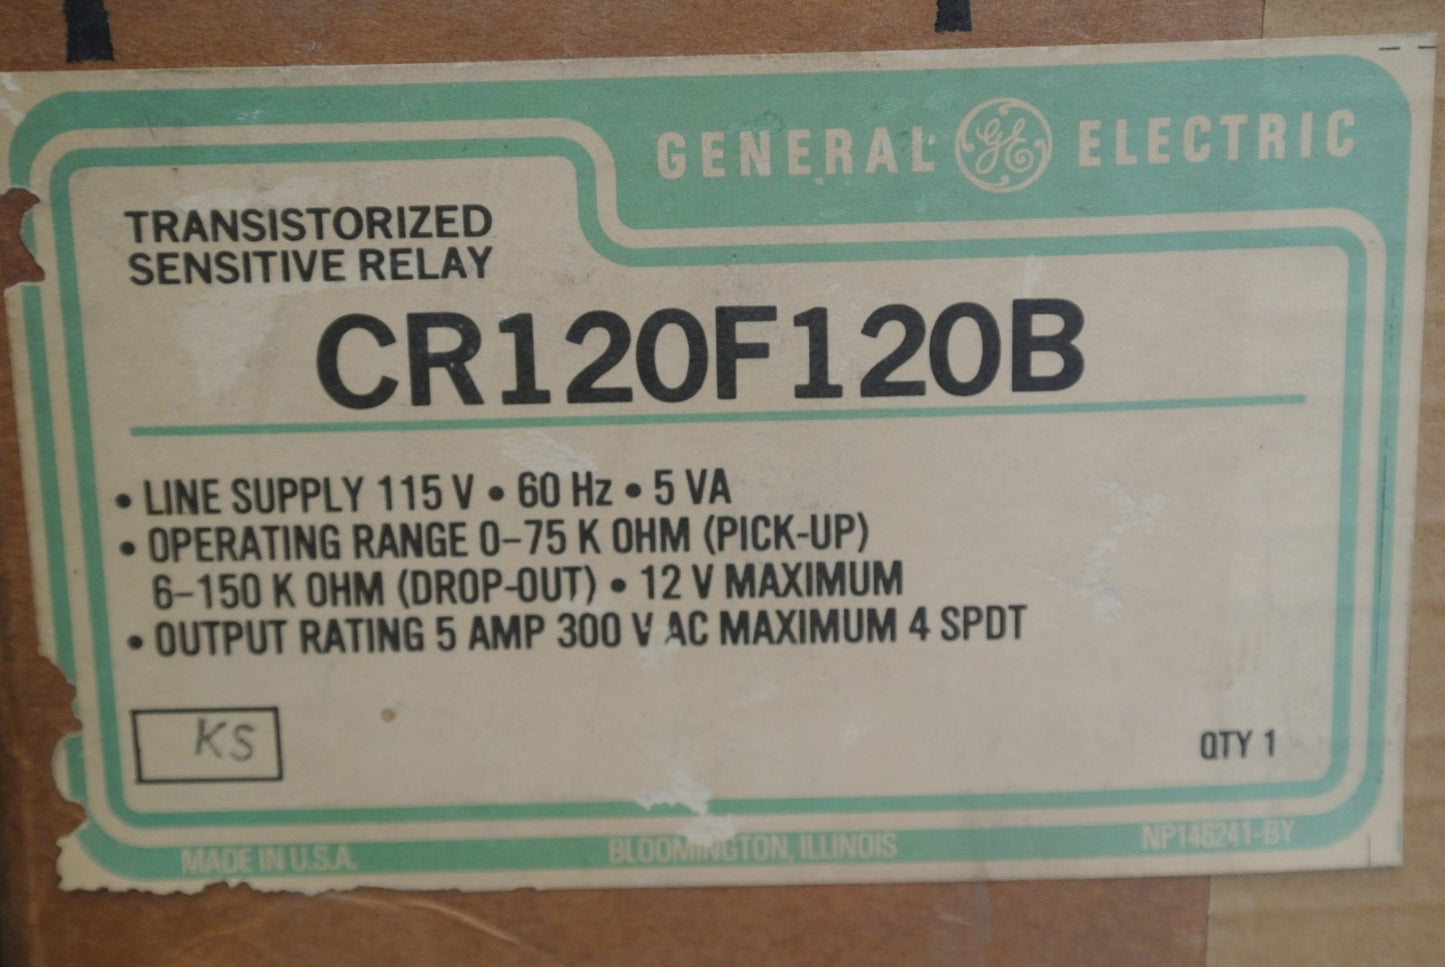 GENERAL GE ELECTRIC
TRANSISTORIZED
SENSITIVE RELAY
CR120F120B
• LINE SUPPLY 115 V • 60 Hz • 5 VA
• OPERATING RANGE 0–75 K OHM (PICK-UP)
6–150 K OHM (DROP-OUT) • 12 V MAXIMUM
• OUTPUT RATING 5 AMP 300 V AC MAXIMUM 4 SPDT
KS
QTY 1
MADE IN U.S.A. BLOOMINGTON, ILLINOIS NP146241-BY